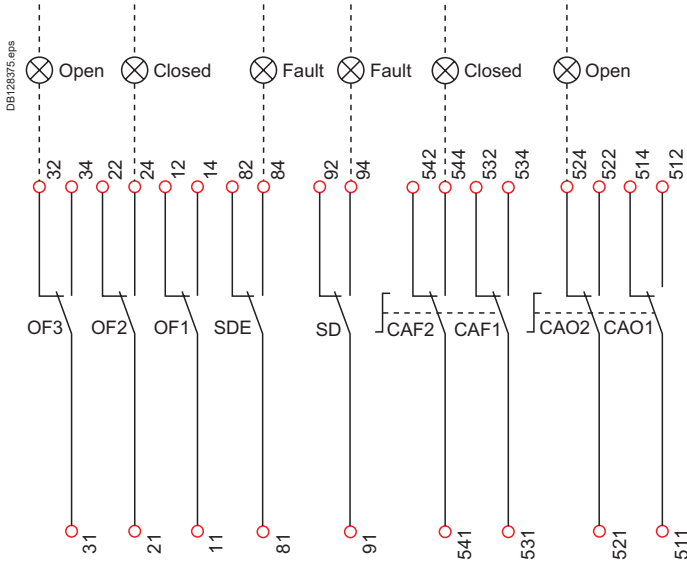 DB128375.eps
Open
Closed
Fault
Fault
Closed
Open
32
34
22
24
12
14
82
84
92
94
542
544
532
534
524
522
514
512
OF3
OF2
OF1
SDE
SD
CAF2
CAF1
CAO2
CAO1
31
21
11
81
91
541
531
521
511